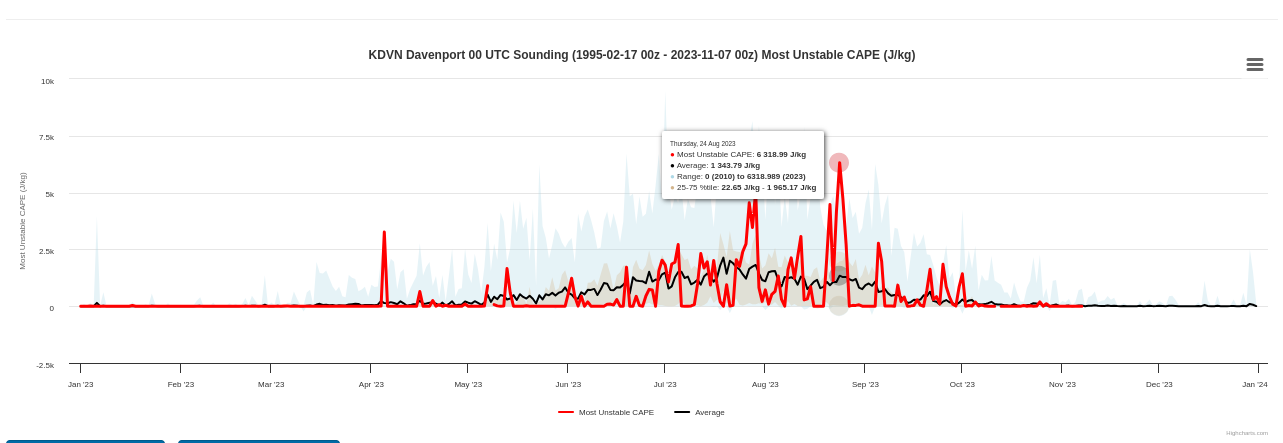 KDVN Davenport 00 UTC Sounding (1995-02-17 00z - 2023-11-07 00z) Most Unstable CAPE (J/kg)
Most Unstable CAPE (J/kg)
10k
7.5k
5k
2.5k
0
-2.5k
Thursday, 24 Aug 2023
● Most Unstable CAPE: 6 318.99 J/kg
● Average: 1 343.79 J/kg
● Range: 0 (2010) to 6318.989 (2023)
● 25-75 %tile: 22.65 J/kg - 1 965.17 J/kg
Jan '23 Feb '23 Mar '23 Apr '23 May '23 Jun '23 Jul '23 Aug '23 Sep '23 Oct '23 Nov '23 Dec '23 Jan '24
Most Unstable CAPE Average
Highcharts.com